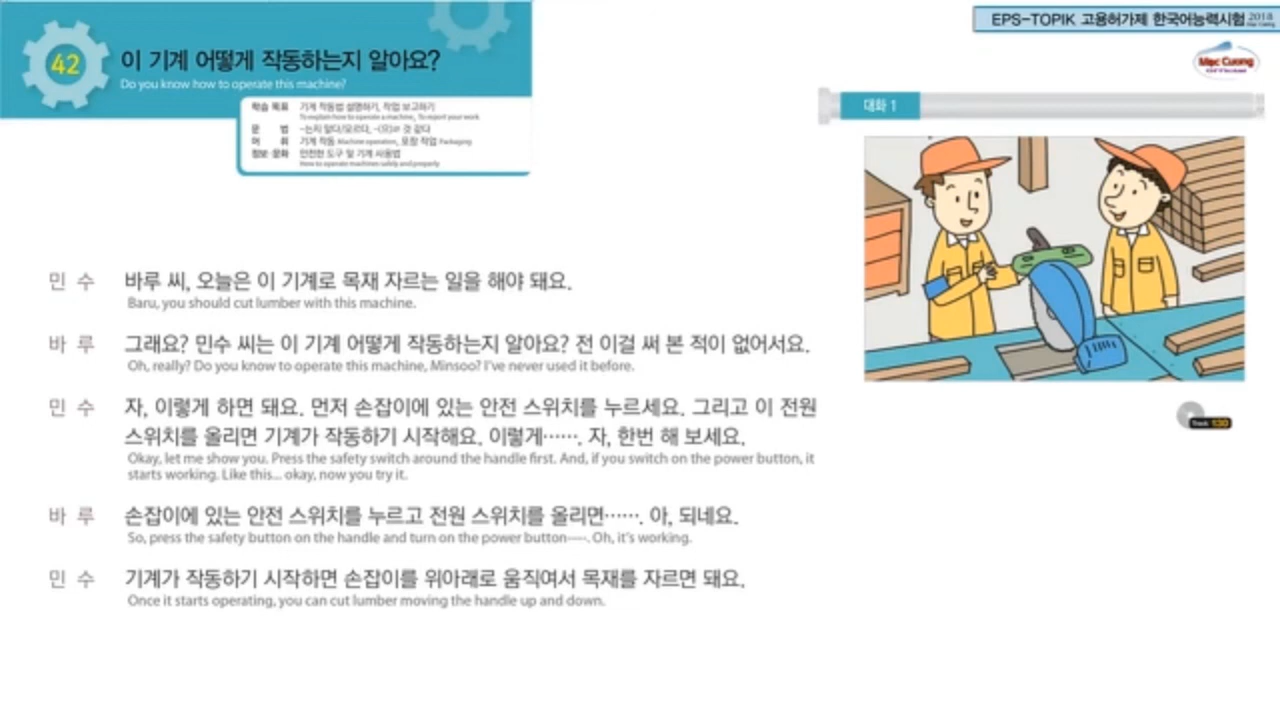 42
이 기계 어떻게 작동하는지 알아요?
Do you know how to operate this machine?
학습 목표 기계 작동법 설명하기, 작업 보고하기
To explain how to operate a machine, To report your work
문 법 -는지 알다/모르다, -(으)ㄴ 것 같다
어 휘 기계 작동 Machine operation, 포장 작업 Packaging
정보·문화 안전한 도구 및 기계 사용법
How to operate machines safely and properly
EPS-TOPIK 고용허가제 한국어능력시험 2018
Mạc Cương
대화 1
민 수 바루 씨, 오늘은 이 기계로 목재 자르는 일을 해야 돼요.
Baru, you should cut lumber with this machine.
바 루 그래요? 민수 씨는 이 기계 어떻게 작동하는지 알아요? 전 이걸 써 본 적이 없어서요.
Oh, really? Do you know to operate this machine, Minsoo? I've never used it before.
민 수 자, 이렇게 하면 돼요. 먼저 손잡이에 있는 안전 스위치를 누르세요. 그리고 이 전원
스위치를 올리면 기계가 작동하기 시작해요. 이렇게……. 자, 한번 해 보세요.
Okay, let me show you. Press the safety switch around the handle first. And, if you switch on the power button, it
starts working. Like this... okay, now you try it.
바 루 손잡이에 있는 안전 스위치를 누르고 전원 스위치를 올리면……. 아, 되네요.
So, press the safety button on the handle and turn on the power button----. Oh, it's working.
민 수 기계가 작동하기 시작하면 손잡이를 위아래로 움직여서 목재를 자르면 돼요.
Once it starts operating, you can cut lumber moving the handle up and down.
Track 130